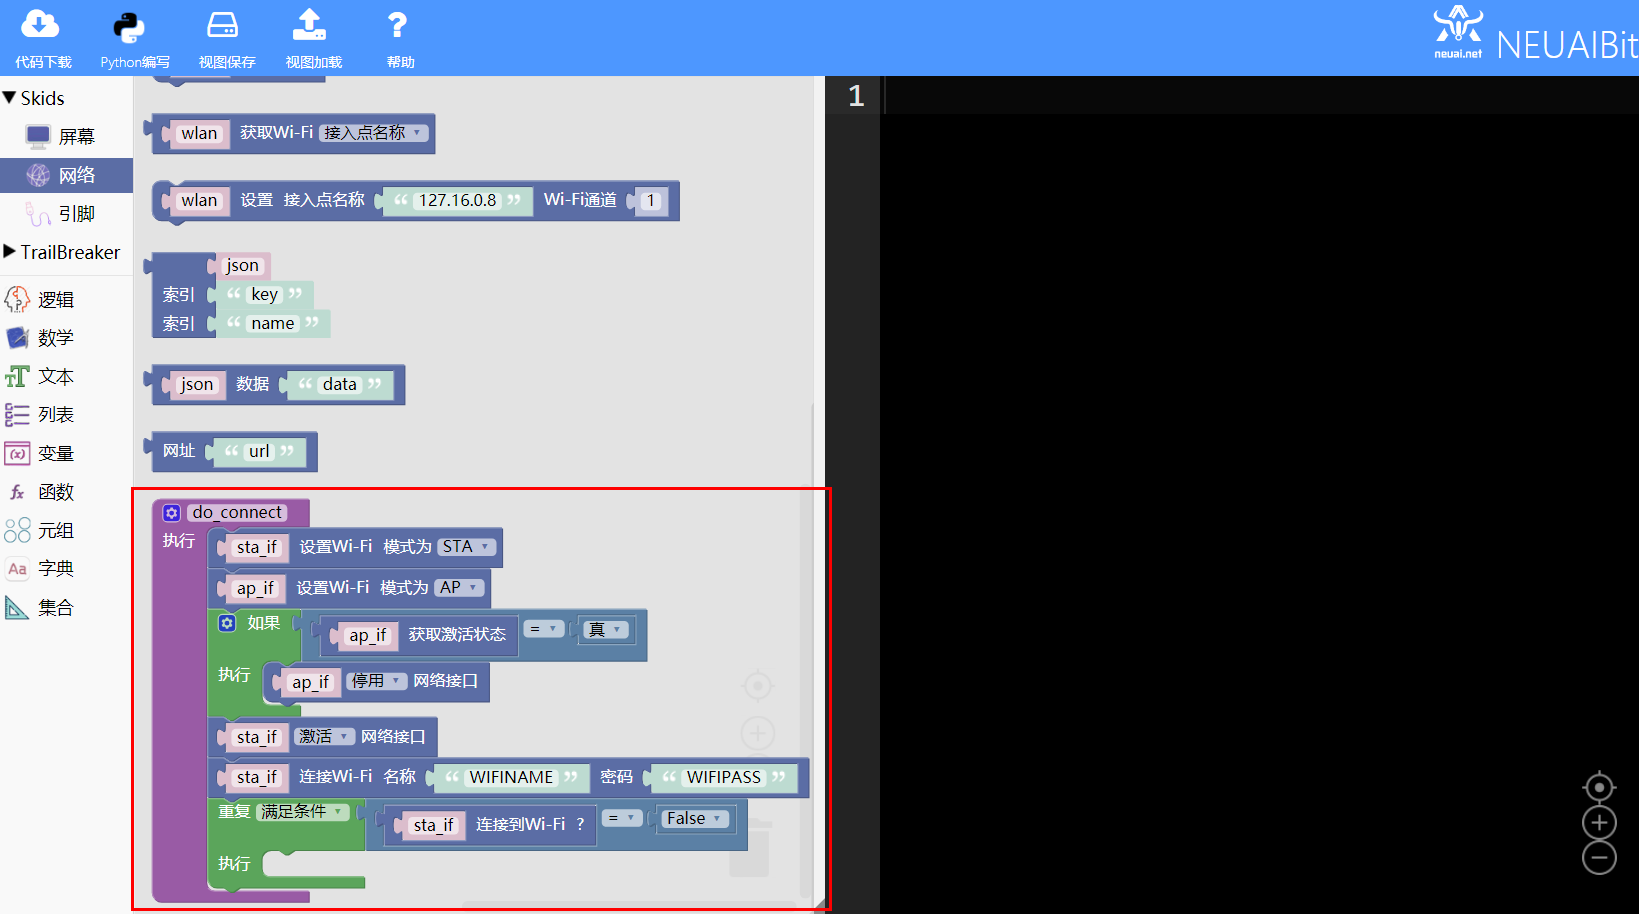 代码下载 Python编写 视图保存 视图加载 帮助
neuai.net NEUAIBit
Skids
屏幕
网络
引脚
TrailBreaker
逻辑
数学
文本
列表
变量
函数
元组
字典
集合
wlan 获取Wi-Fi 接入点名称
wlan 设置 接入点名称 “ 127.16.0.8 ” Wi-Fi通道 1
json
索引 “ key ”
索引 “ name ”
json 数据 “ data ”
网址 “ url ”
do_connect
执行
sta_if 设置Wi-Fi 模式为 STA
ap_if 设置Wi-Fi 模式为 AP
如果 ap_if 获取激活状态 = 真
执行 ap_if 停用 网络接口
sta_if 激活 网络接口
sta_if 连接Wi-Fi 名称 “ WIFINAME ” 密码 “ WIFIPASS ”
重复 满足条件 sta_if 连接到Wi-Fi ? = False
执行
1